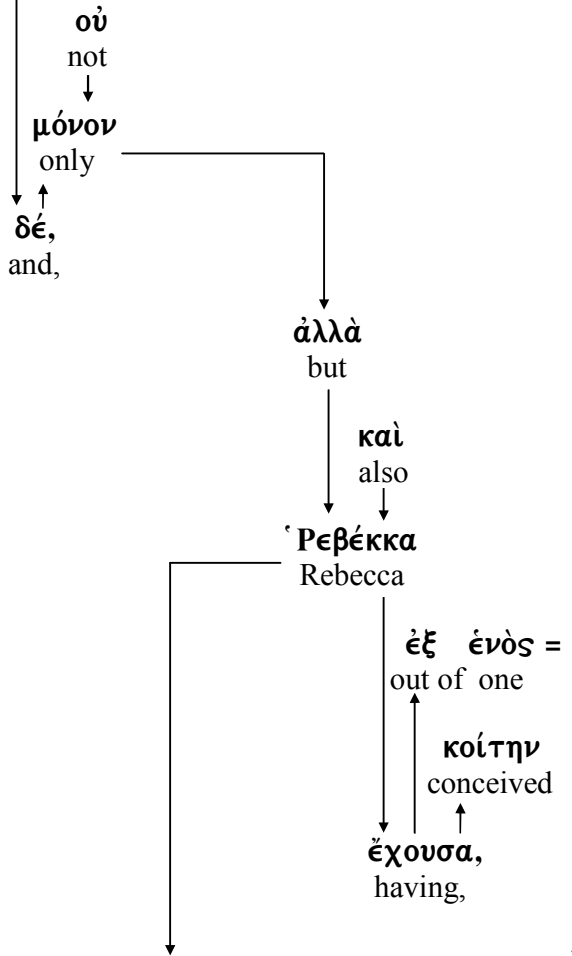 οὐ
not
μόνον
only
δέ,
and,
ἀλλὰ
but
καὶ
also
Ῥεβέκκα
Rebecca
ἐξ ἑνὸς =
out of one
κοίτην
conceived
ἔχουσα,
having,